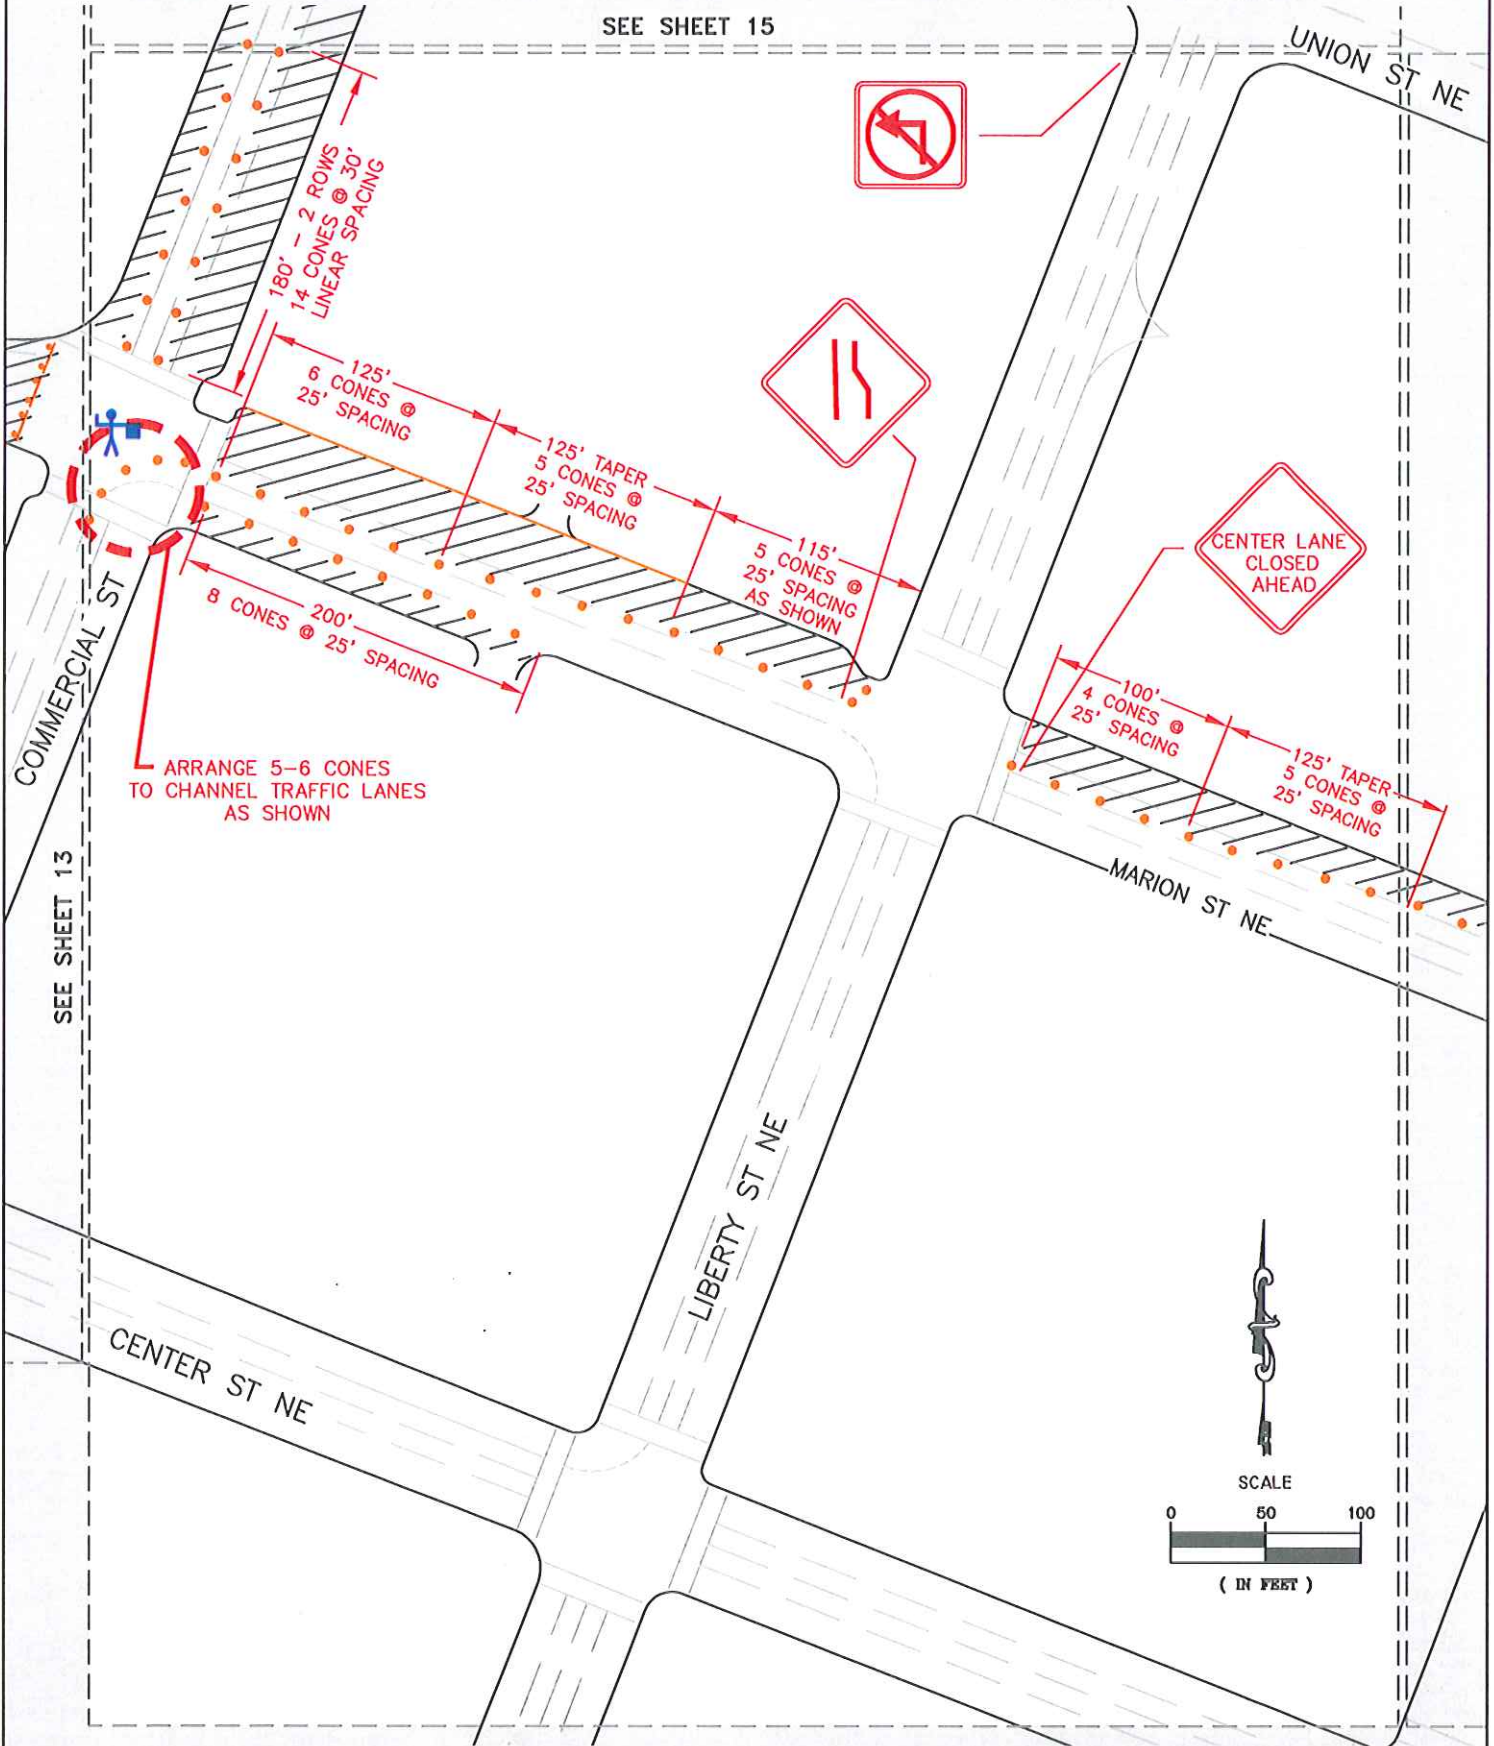 SEE SHEET 15
UNION ST NE
180' - 2 ROWS
14 CONES @ 30'
LINEAR SPACING
125'
6 CONES @
25' SPACING
125' TAPER
5 CONES @
25' SPACING
115'
5 CONES @
25' SPACING
AS SHOWN
CENTER LANE
CLOSED
AHEAD
8 CONES @ 25' SPACING
200'
100'
4 CONES @
25' SPACING
125' TAPER
5 CONES @
25' SPACING
COMMERCIAL ST
ARRANGE 5-6 CONES
TO CHANNEL TRAFFIC LANES
AS SHOWN
MARION ST NE
SEE SHEET 13
LIBERTY ST NE
CENTER ST NE
SCALE
0 50 100
( IN FEET )